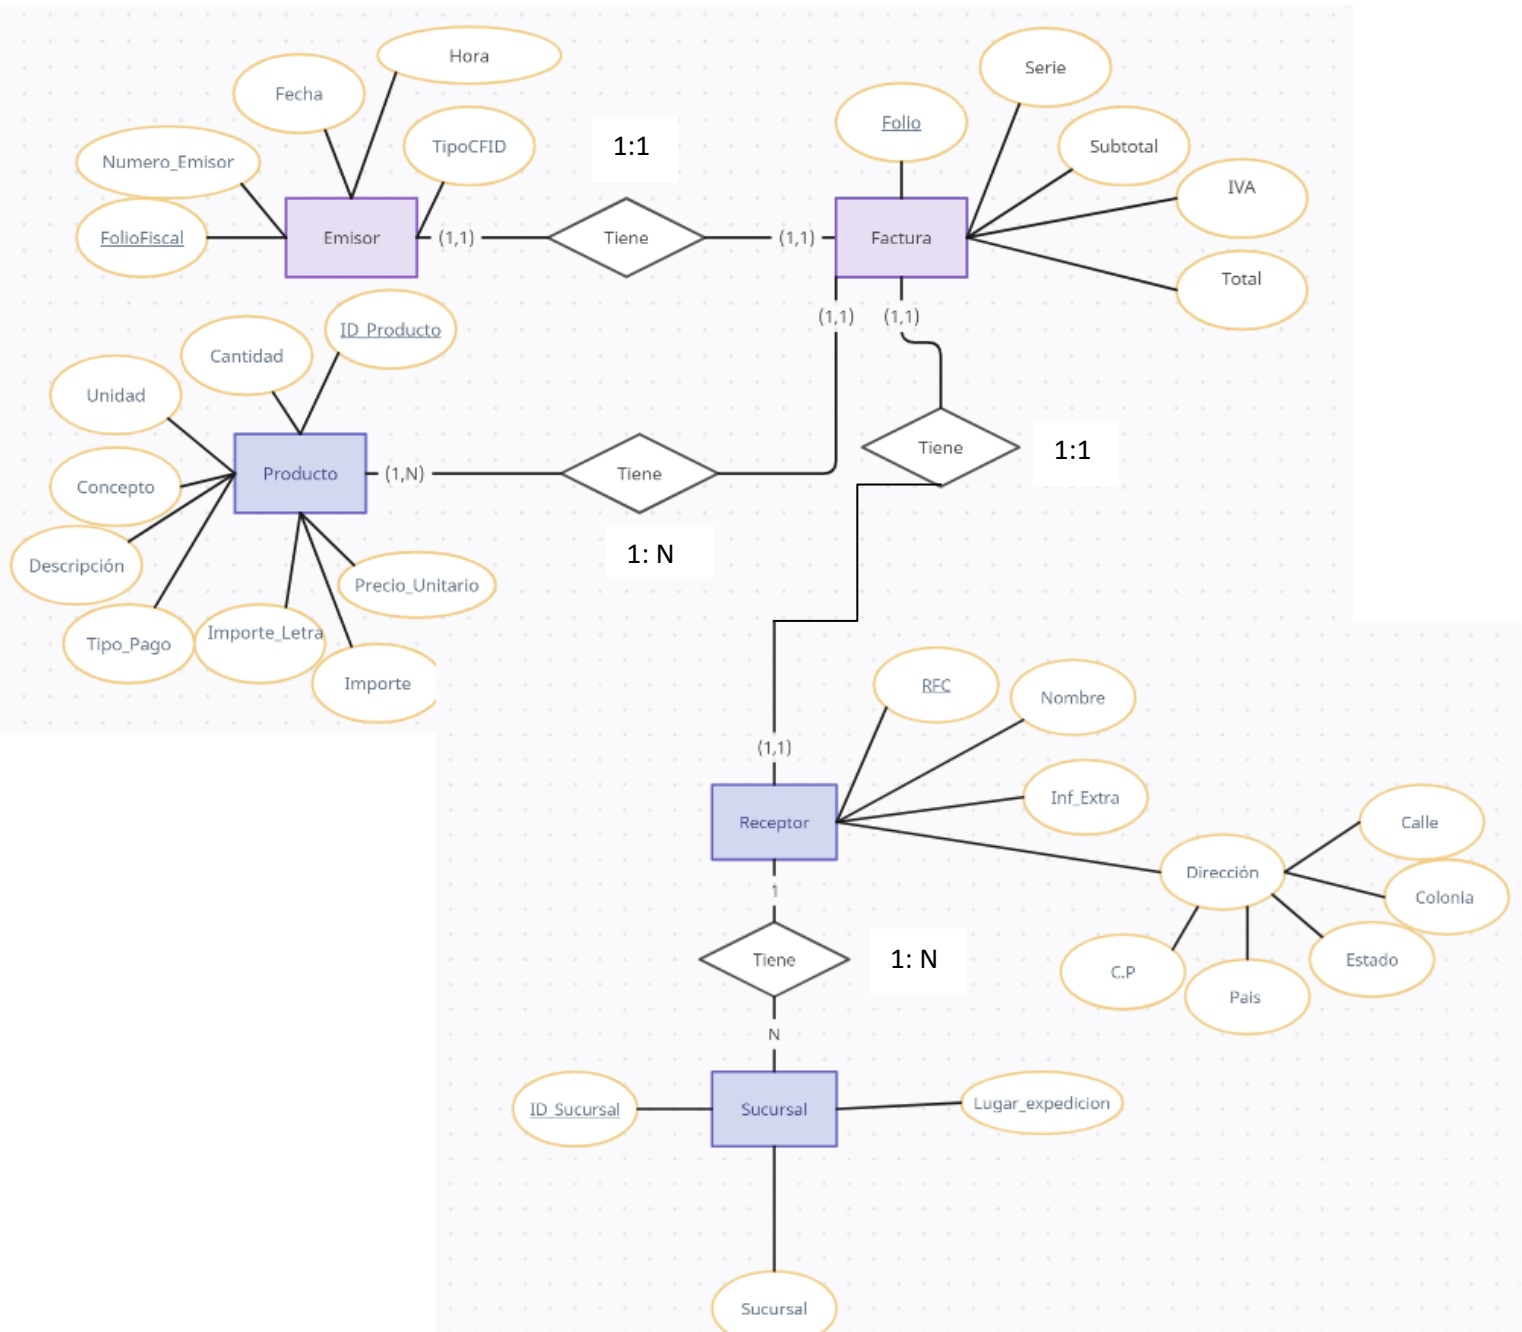 Hora
Fecha
Serie
Folio
Numero_Emisor
TipoCFID
1:1
Subtotal
IVA
FolioFiscal
Emisor
(1,1)
Tiene
(1,1)
Factura
Total
(1,1)
(1,1)
ID_Producto
Cantidad
Unidad
Concepto
Producto
(1,N)
Tiene
Tiene
1:1
1: N
Descripción
Precio_Unitario
Tipo_Pago
Importe_Letra
Importe
RFC
Nombre
(1,1)
Inf_Extra
Receptor
Calle
Dirección
Colonia
1
Tiene
1: N
C.P
Pais
Estado
N
ID_Sucursal
Sucursal
Lugar_expedicion
Sucursal